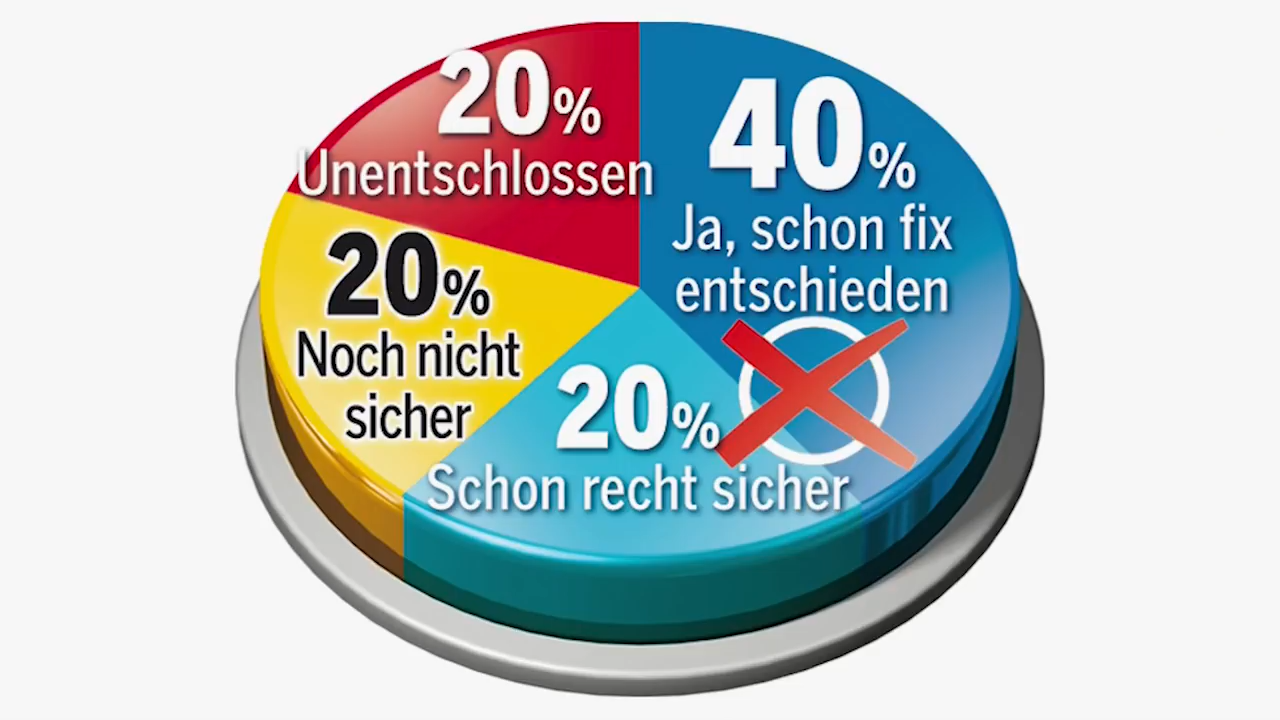 20%
Unentschlossen
40%
Ja, schon fix
entschieden
20%
Noch nicht
sicher
20%
Schon recht sicher